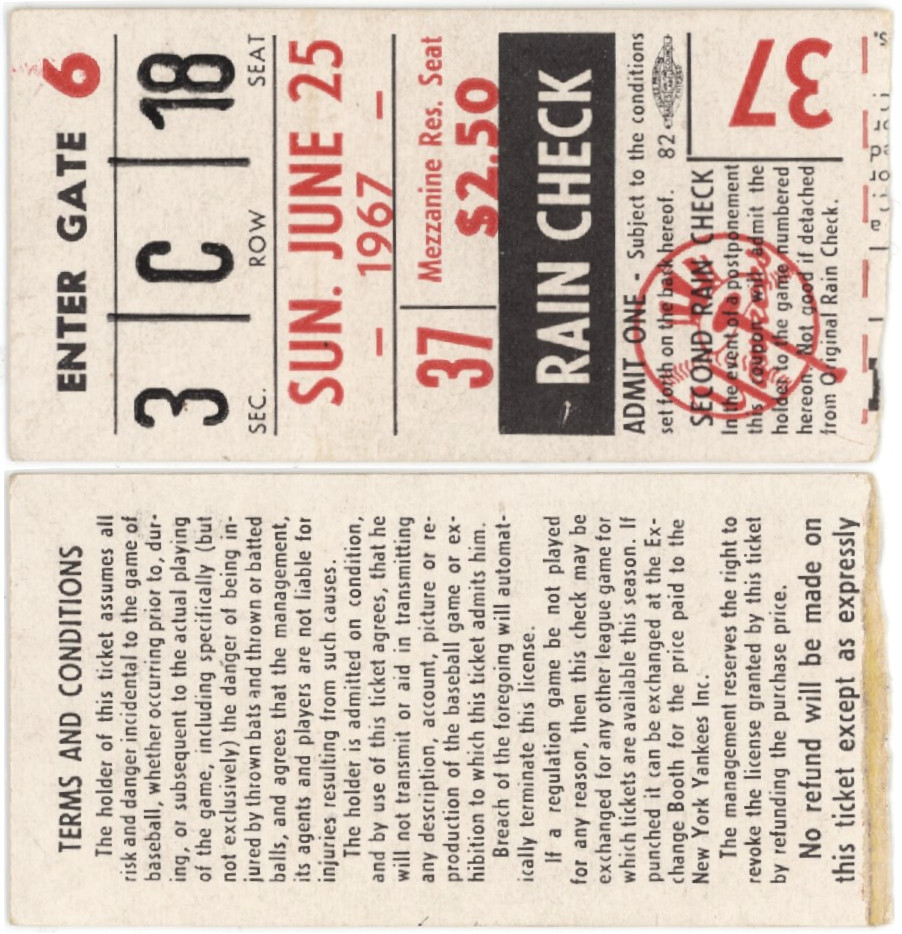 ENTER GATE 6
3 C 18
SEC. ROW SEAT
SUN. JUNE 25
— 1967 —
37 Mezzanine Res. Seat
$2.50
RAIN CHECK
ADMIT ONE - Subject to the conditions
set forth on the back hereof. 82
SECOND RAIN CHECK
In the event of a postponement
this coupon will admit the
holder to the game numbered
hereon. Not good if detached
from Original Rain Check.
37
TERMS AND CONDITIONS
The holder of this ticket assumes all
risk and danger incidental to the game of
baseball, whether occurring prior to, dur-
ing, or subsequent to the actual playing
of the game, including specifically (but
not exclusively) the danger of being in-
jured by thrown bats and thrown or batted
balls, and agrees that the management,
its agents and players are not liable for
injuries resulting from such causes.
The holder is admitted on condition,
and by use of this ticket agrees, that he
will not transmit or aid in transmitting
any description, account, picture or re-
production of the baseball game or ex-
hibition to which this ticket admits him.
Breach of the foregoing will automat-
ically terminate this license.
If a regulation game be not played
for any reason, then this check may be
exchanged for any other league game for
which tickets are available this season. If
punched it can be exchanged at the Ex-
change Booth for the price paid to the
New York Yankees Inc.
The management reserves the right to
revoke the license granted by this ticket
by refunding the purchase price.
No refund will be made on
this ticket except as expressly